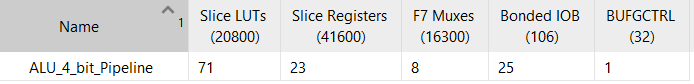 Name 1 Slice LUTs (20800) Slice Registers (41600) F7 Muxes (16300) Bonded IOB (106) BUFGCTRL (32)
ALU_4_bit_Pipeline 71 23 8 25 1